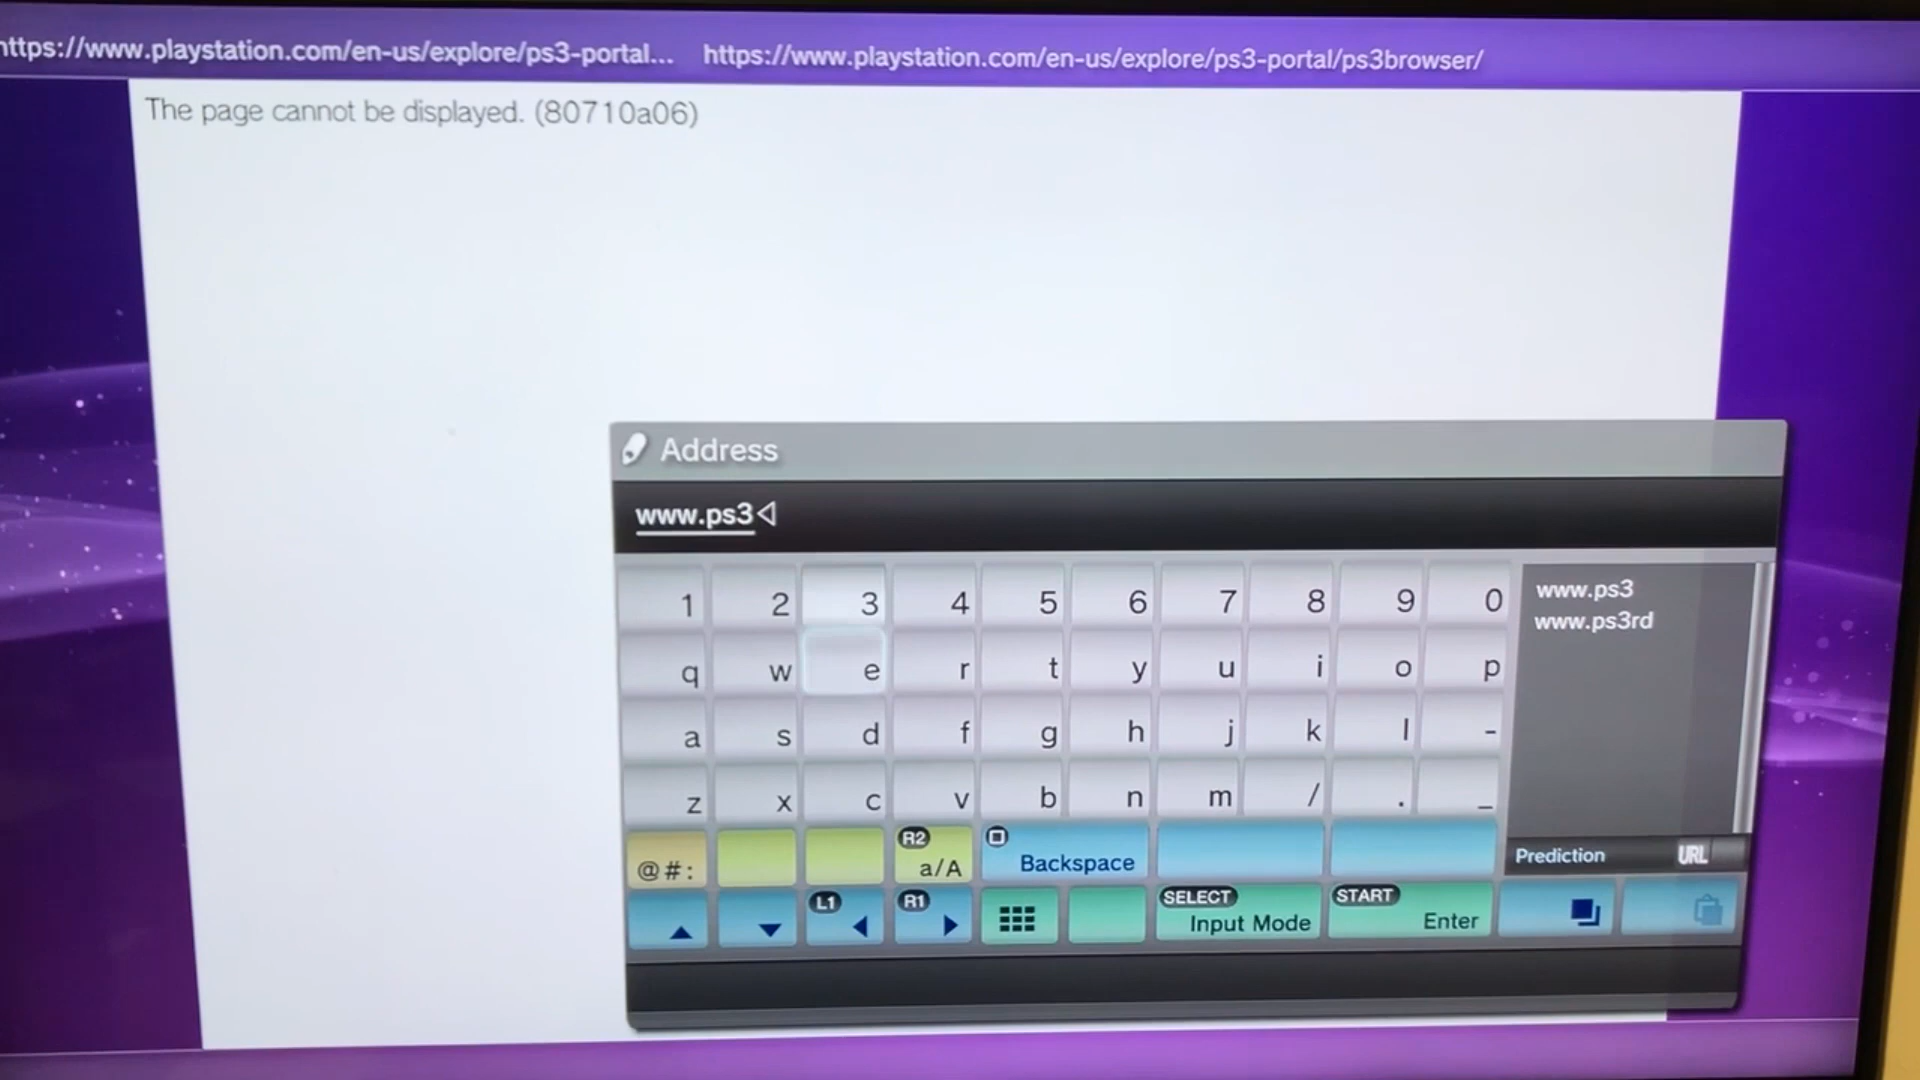 https://www.playstation.com/en-us/explore/ps3-portal... https://www.playstation.com/en-us/explore/ps3-portal/ps3browser/
The page cannot be displayed. (80710a06)
Address
www.ps3
1 2 3 4 5 6 7 8 9 0
www.ps3
www.ps3rd
q w e r t y u i o p
a s d f g h j k l -
z x c v b n m / . _
@#: R2 a/A Backspace
Prediction URL
L1 R1 SELECT Input Mode START Enter